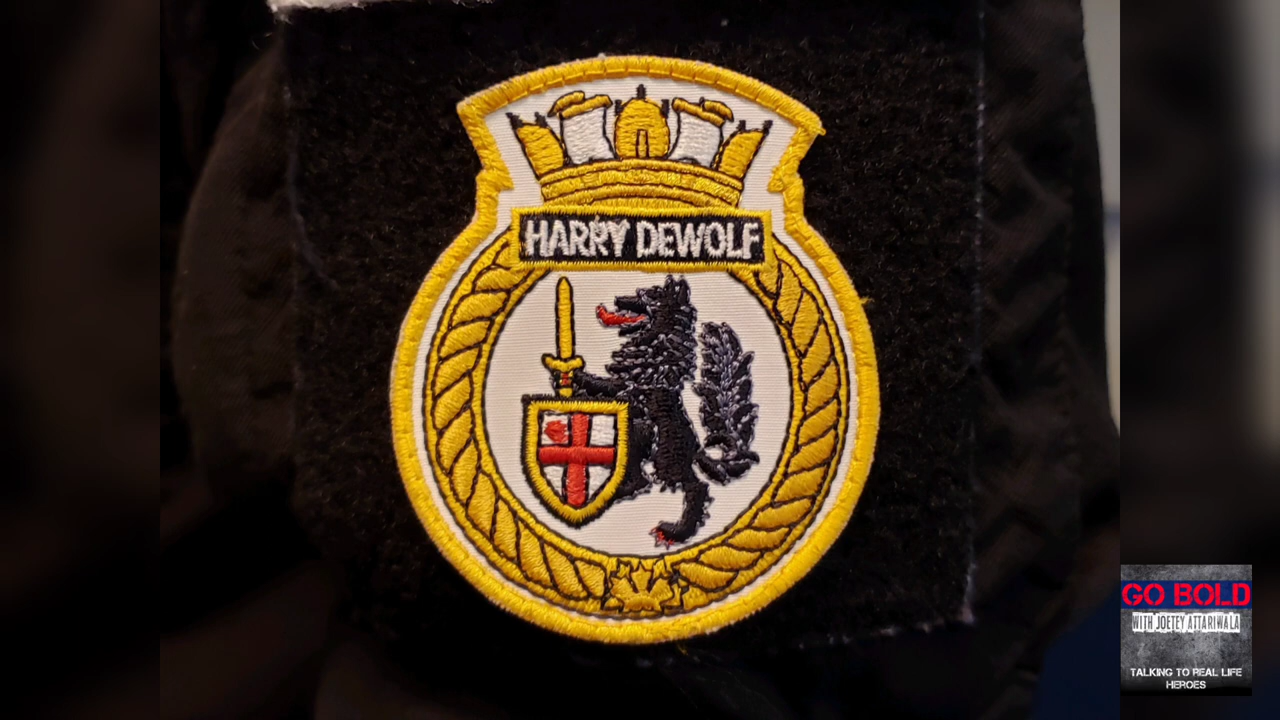 HARRY DEWOLF
GO BOLD
WITH JOETEY ATTARIWALA
TALKING TO REAL LIFE
HEROES